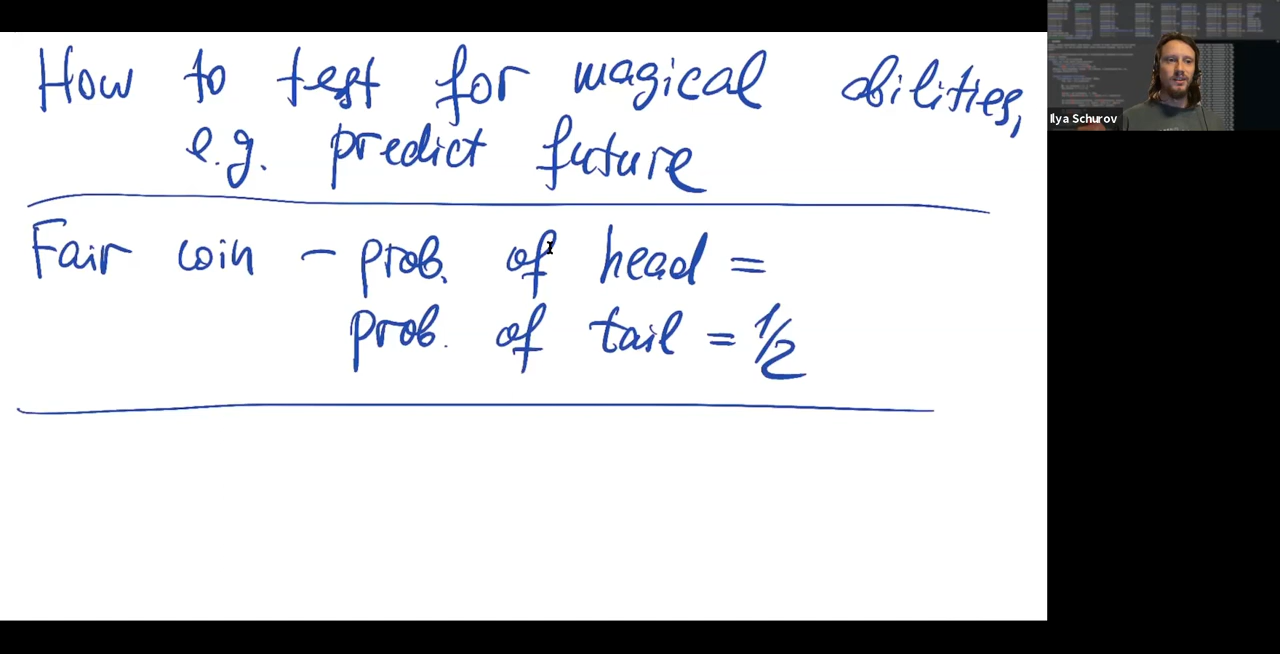 How to test for magical abilities,
e.g. predict future
Fair coin - prob. of head =
prob. of tail = 1/2
Ilya Schurov